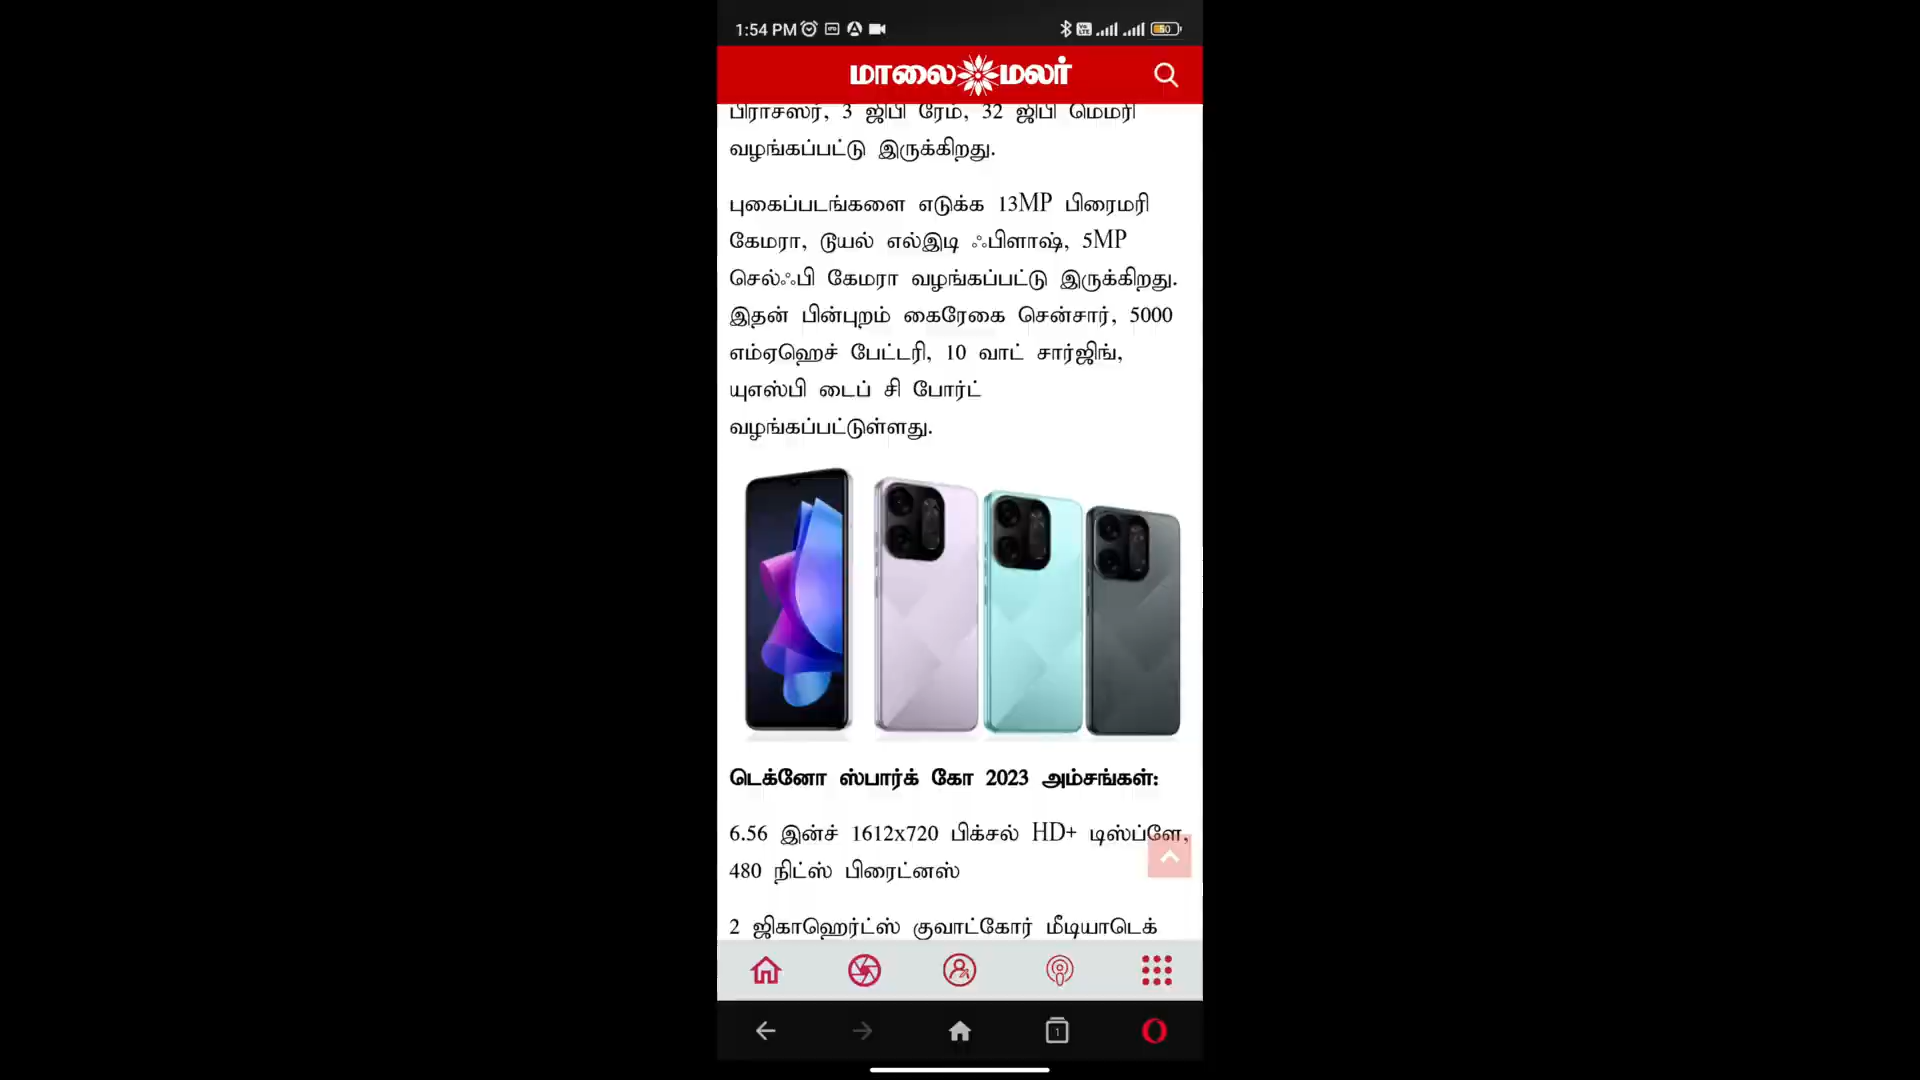 1:54 PM
50
மாலை மலர்
பிராசஸர், 3 ஜிபி ரேம், 32 ஜிபி மெமரி
வழங்கப்பட்டு இருக்கிறது.
புகைப்படங்களை எடுக்க 13MP பிரைமரி
கேமரா, டூயல் எல்இடி ஃபிளாஷ், 5MP
செல்ஃபி கேமரா வழங்கப்பட்டு இருக்கிறது.
இதன் பின்புறம் கைரேகை சென்சார், 5000
எம்ஏஹெச் பேட்டரி, 10 வாட் சார்ஜிங்,
யுஎஸ்பி டைப் சி போர்ட்
வழங்கப்பட்டுள்ளது.
டெக்னோ ஸ்பார்க் கோ 2023 அம்சங்கள்:
6.56 இன்ச் 1612x720 பிக்சல் HD+ டிஸ்ப்ளே,
480 நிட்ஸ் பிரைட்னஸ்
2 ஜிகாஹெர்ட்ஸ் குவாட்கோர் மீடியாடெக்
1